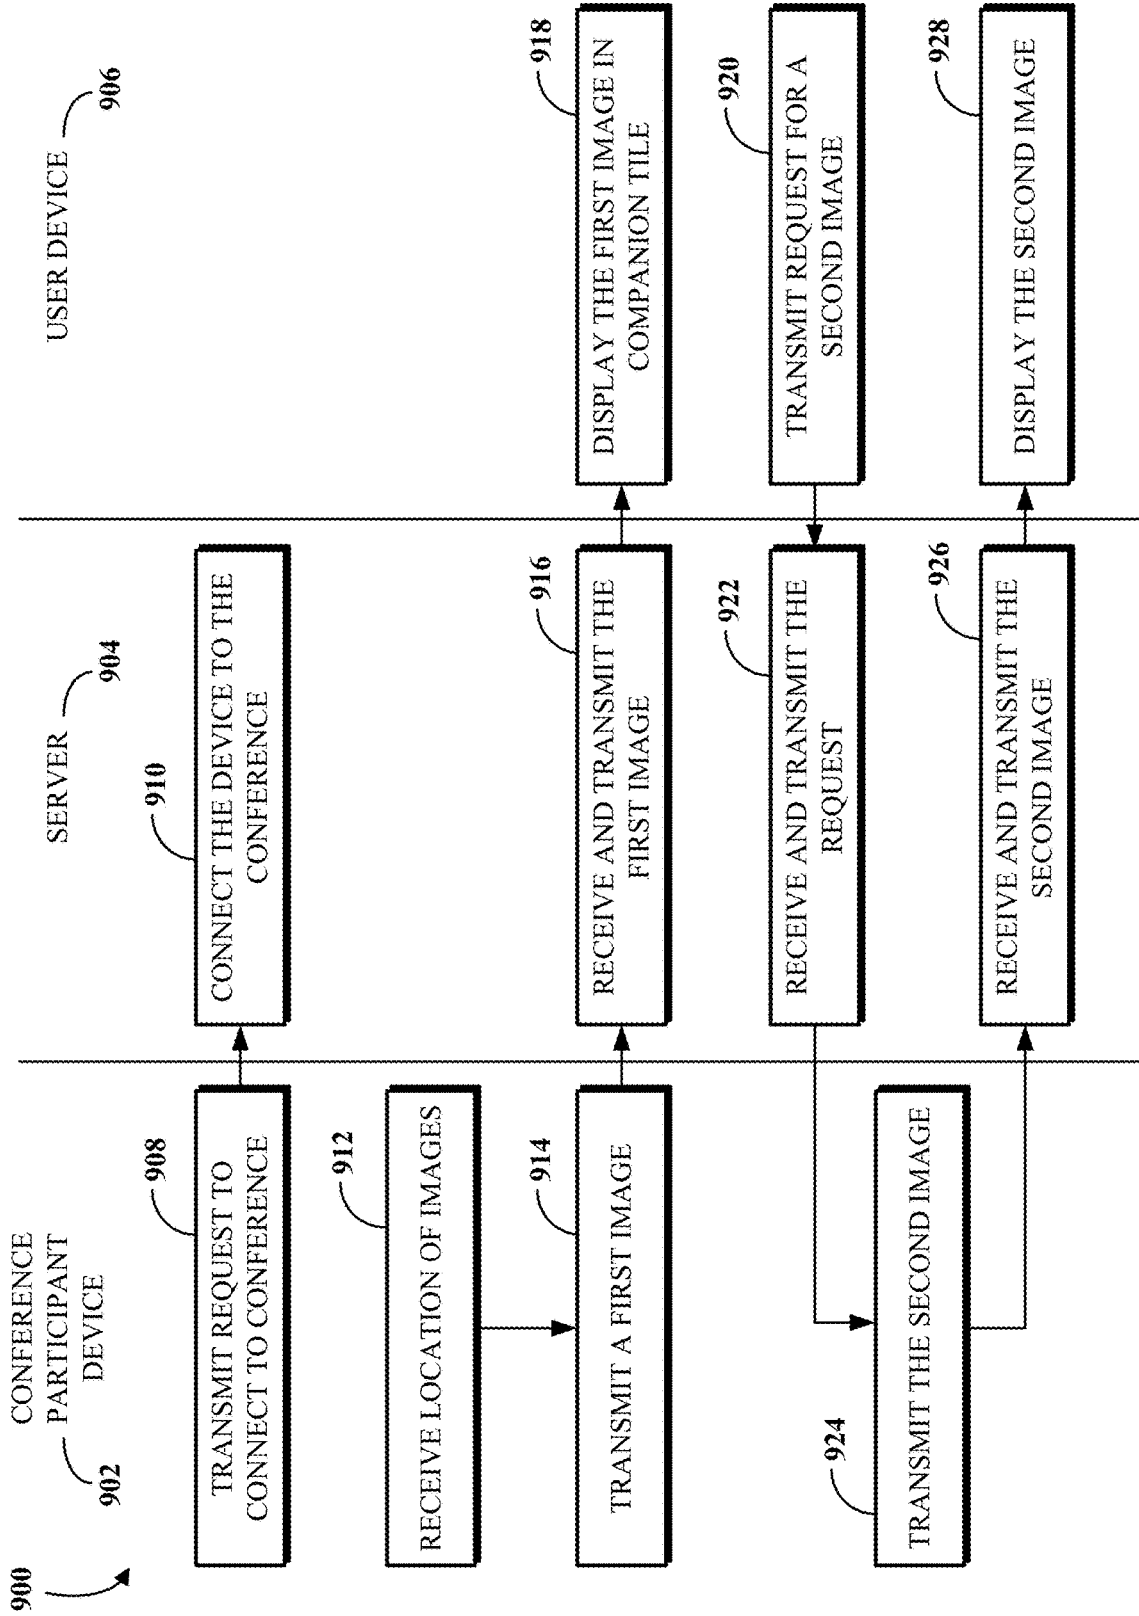 900
CONFERENCE
PARTICIPANT
DEVICE
902
SERVER
904
USER DEVICE
906
908
TRANSMIT REQUEST TO
CONNECT TO CONFERENCE
910
CONNECT THE DEVICE TO THE
CONFERENCE
912
RECEIVE LOCATION OF IMAGES
914
TRANSMIT A FIRST IMAGE
916
RECEIVE AND TRANSMIT THE
FIRST IMAGE
918
DISPLAY THE FIRST IMAGE IN
COMPANION TILE
920
TRANSMIT REQUEST FOR A
SECOND IMAGE
922
RECEIVE AND TRANSMIT THE
REQUEST
924
TRANSMIT THE SECOND IMAGE
926
RECEIVE AND TRANSMIT THE
SECOND IMAGE
928
DISPLAY THE SECOND IMAGE